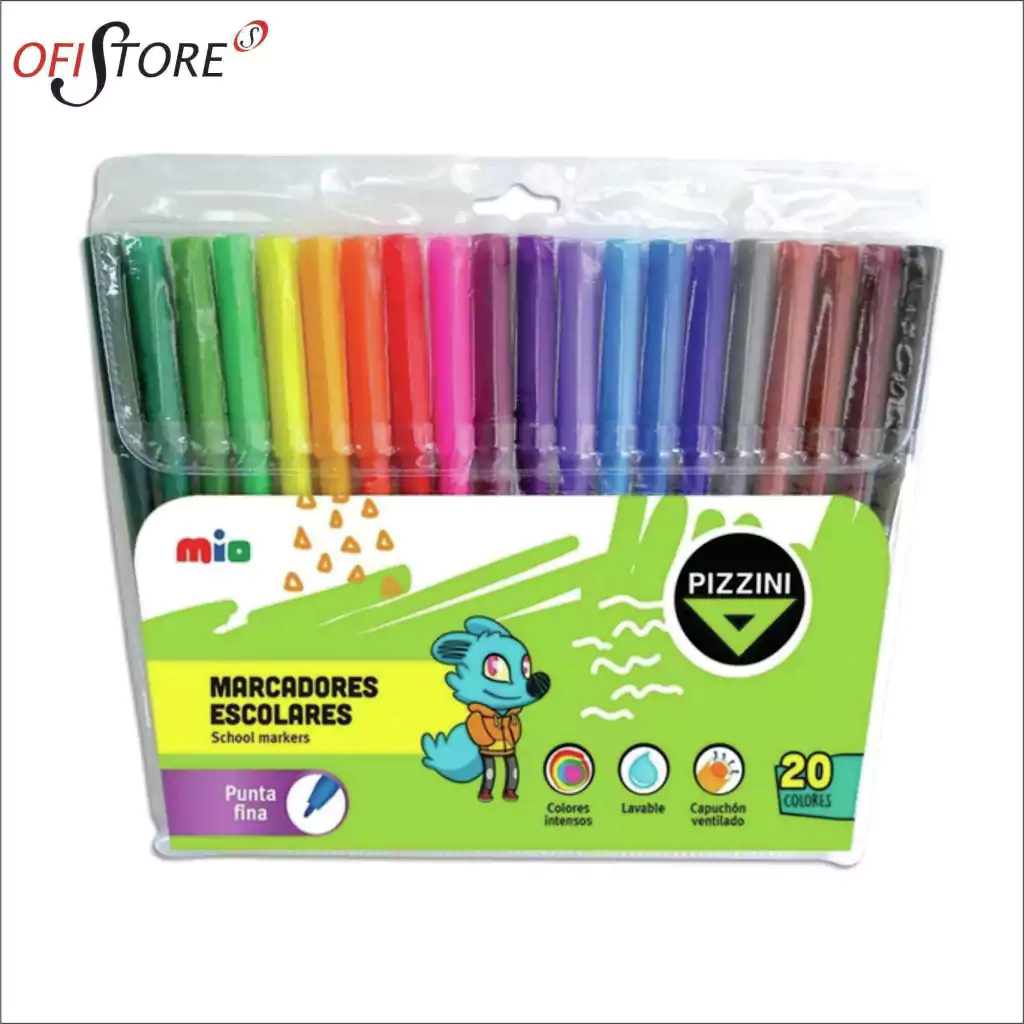 OFISTORE
mio
PIZZINI
MARCADORES
ESCOLARES
School markers
Punta
fina
Colores
intensos
Lavable
Capuchón
ventilado
20
COLORES